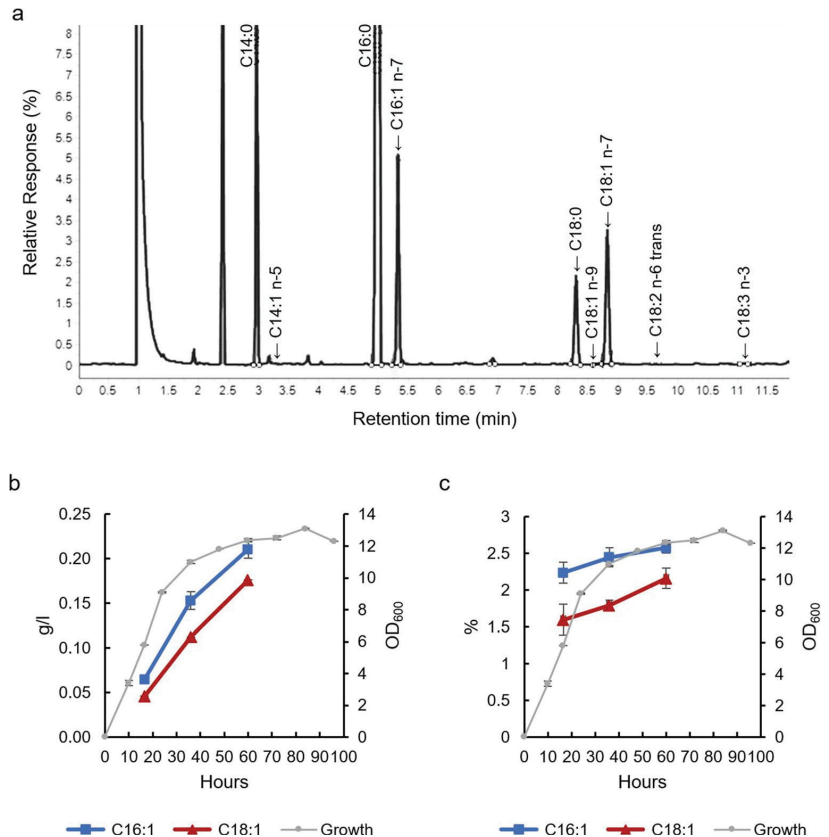 a
Relative Response (%)
8
7.5
7
6.5
6
5.5
5
4.5
4
3.5
3
2.5
2
1.5
1
0.5
0
C14:0
C14:1 n-5
C16:0
C16:1 n-7
C18:0
C18:1 n-9
C18:1 n-7
C18:2 n-6 trans
C18:3 n-3
0 0.5 1 1.5 2 2.5 3 3.5 4 4.5 5 5.5 6 6.5 7 7.5 8 8.5 9 9.5 10 10.5 11 11.5
Retention time (min)
b
g/l
0.25
0.20
0.15
0.10
0.05
0.00
14
12
10
8
6
4
2
0
OD600
0 10 20 30 40 50 60 70 80 90 100
Hours
C16:1 C18:1 Growth
c
%
3
2.5
2
1.5
1
0.5
0
14
12
10
8
6
4
2
0
OD600
0 10 20 30 40 50 60 70 80 90 100
Hours
C16:1 C18:1 Growth